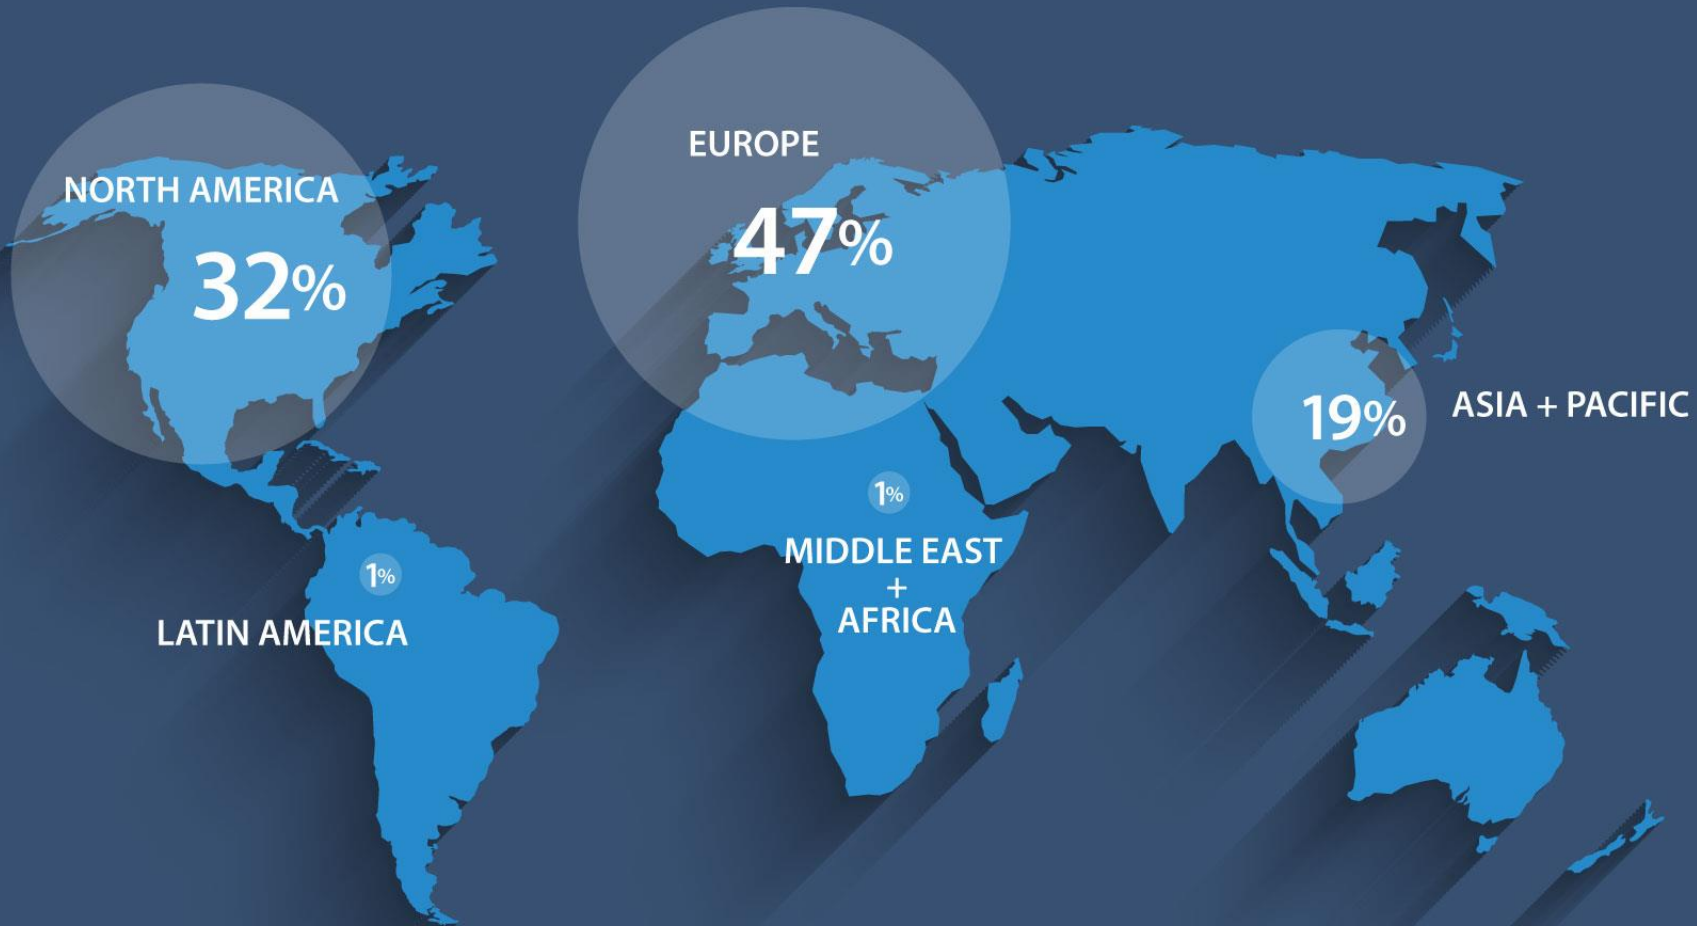 NORTH AMERICA
32%
EUROPE
47%
19%
ASIA + PACIFIC
1%
MIDDLE EAST
+
AFRICA
1%
LATIN AMERICA